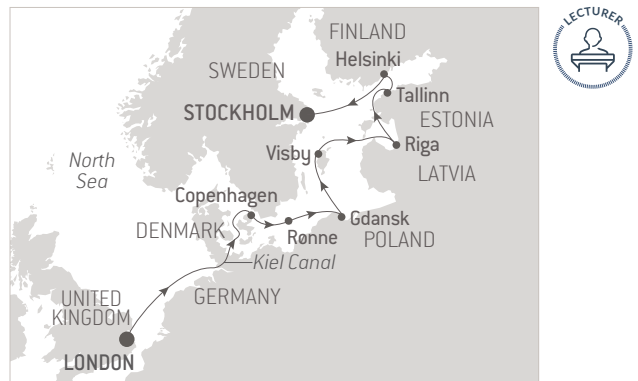 FINLAND
Helsinki
SWEDEN
Tallinn
STOCKHOLM
ESTONIA
Riga
Visby
North
Sea
LATVIA
Copenhagen
DENMARK
Gdansk
Rønne
POLAND
Kiel Canal
GERMANY
UNITED
KINGDOM
LONDON
LECTURER